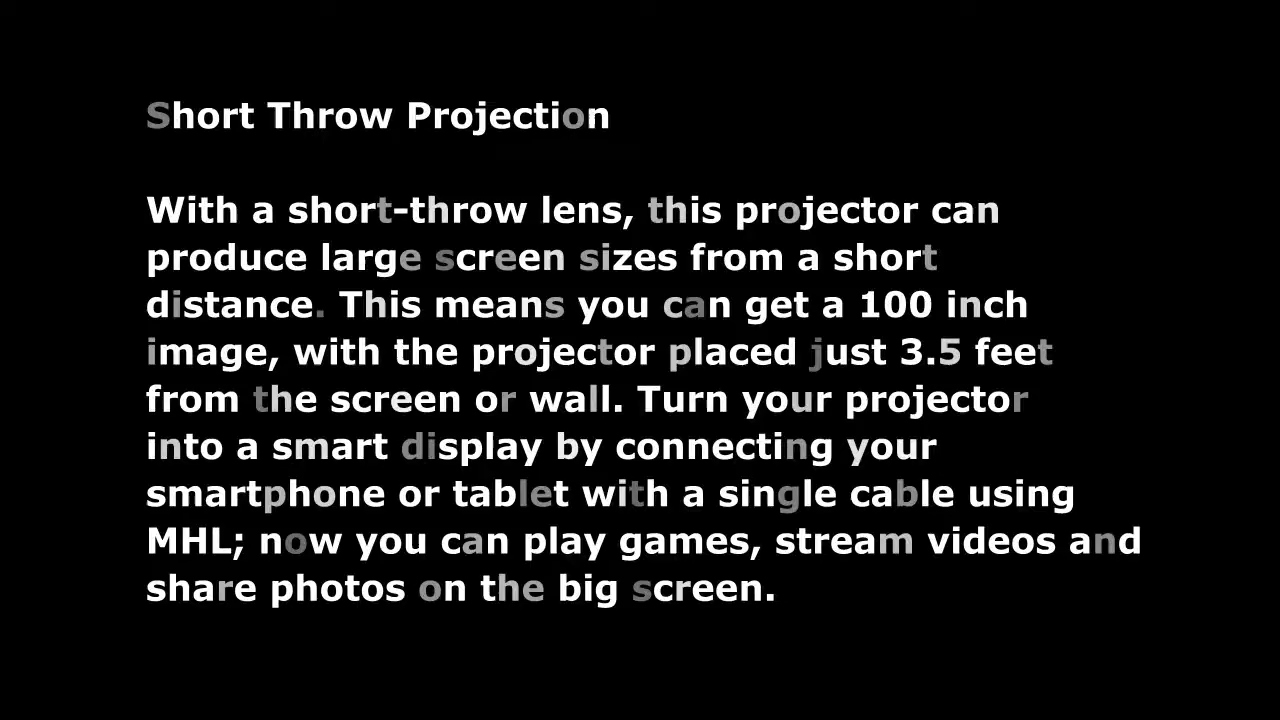 Short Throw Projection
With a short-throw lens, this projector can
produce large screen sizes from a short
distance. This means you can get a 100 inch
image, with the projector placed just 3.5 feet
from the screen or wall. Turn your projector
into a smart display by connecting your
smartphone or tablet with a single cable using
MHL; now you can play games, stream videos and
share photos on the big screen.